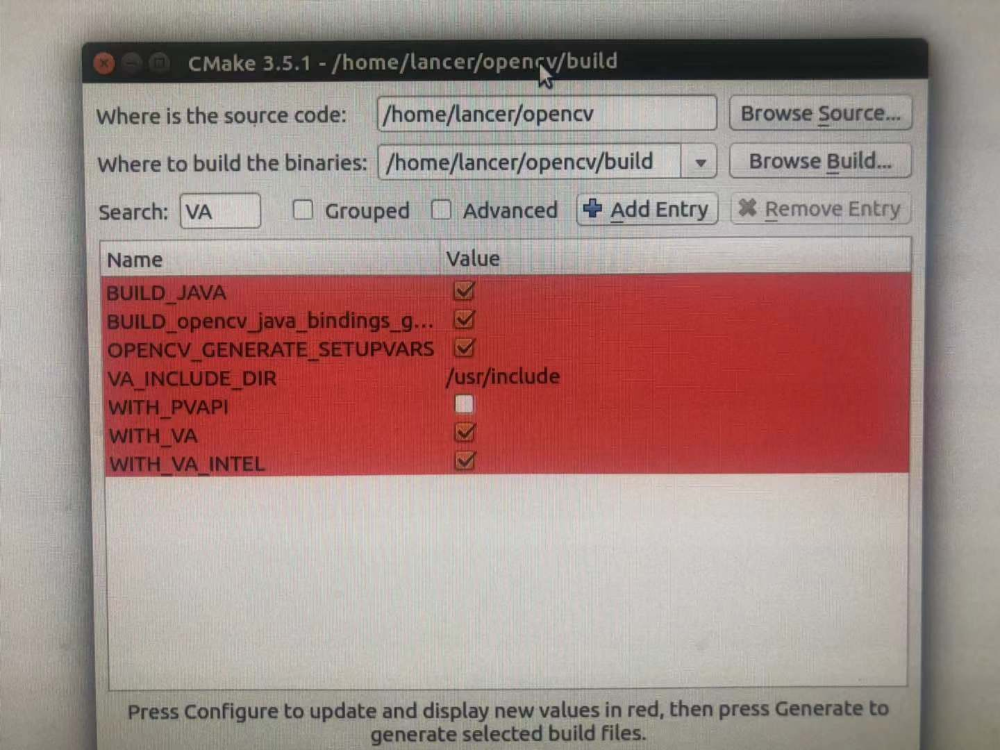 CMake 3.5.1 - /home/lancer/opencv/build
Where is the source code: /home/lancer/opencv Browse Source...
Where to build the binaries: /home/lancer/opencv/build Browse Build...
Search: VA Grouped Advanced Add Entry Remove Entry
Name Value
BUILD_JAVA
BUILD_opencv_java_bindings_g...
OPENCV_GENERATE_SETUPVARS
VA_INCLUDE_DIR /usr/include
WITH_PVAPI
WITH_VA
WITH_VA_INTEL
Press Configure to update and display new values in red, then press Generate to
generate selected build files.